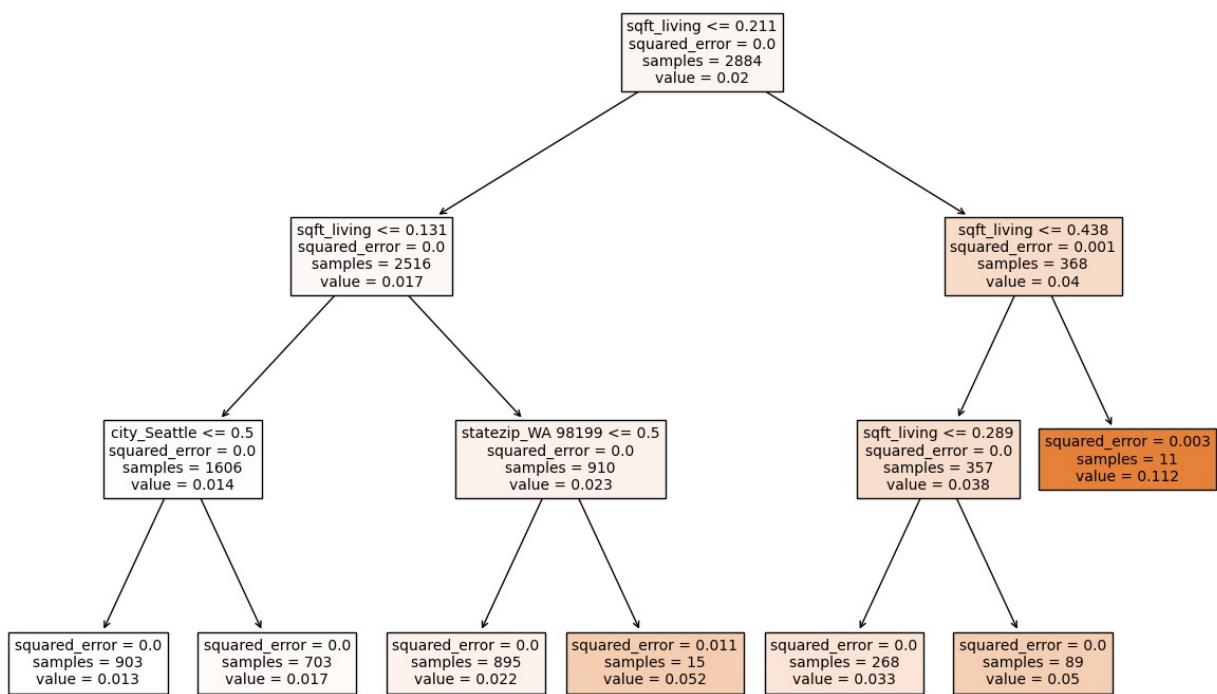 sqft_living <= 0.211
squared_error = 0.0
samples = 2884
value = 0.02
sqft_living <= 0.131
squared_error = 0.0
samples = 2516
value = 0.017
sqft_living <= 0.438
squared_error = 0.001
samples = 368
value = 0.04
city_Seattle <= 0.5
squared_error = 0.0
samples = 1606
value = 0.014
statezip_WA 98199 <= 0.5
squared_error = 0.0
samples = 910
value = 0.023
sqft_living <= 0.289
squared_error = 0.0
samples = 357
value = 0.038
squared_error = 0.003
samples = 11
value = 0.112
squared_error = 0.0
samples = 903
value = 0.013
squared_error = 0.0
samples = 703
value = 0.017
squared_error = 0.0
samples = 895
value = 0.022
squared_error = 0.011
samples = 15
value = 0.052
squared_error = 0.0
samples = 268
value = 0.033
squared_error = 0.0
samples = 89
value = 0.05